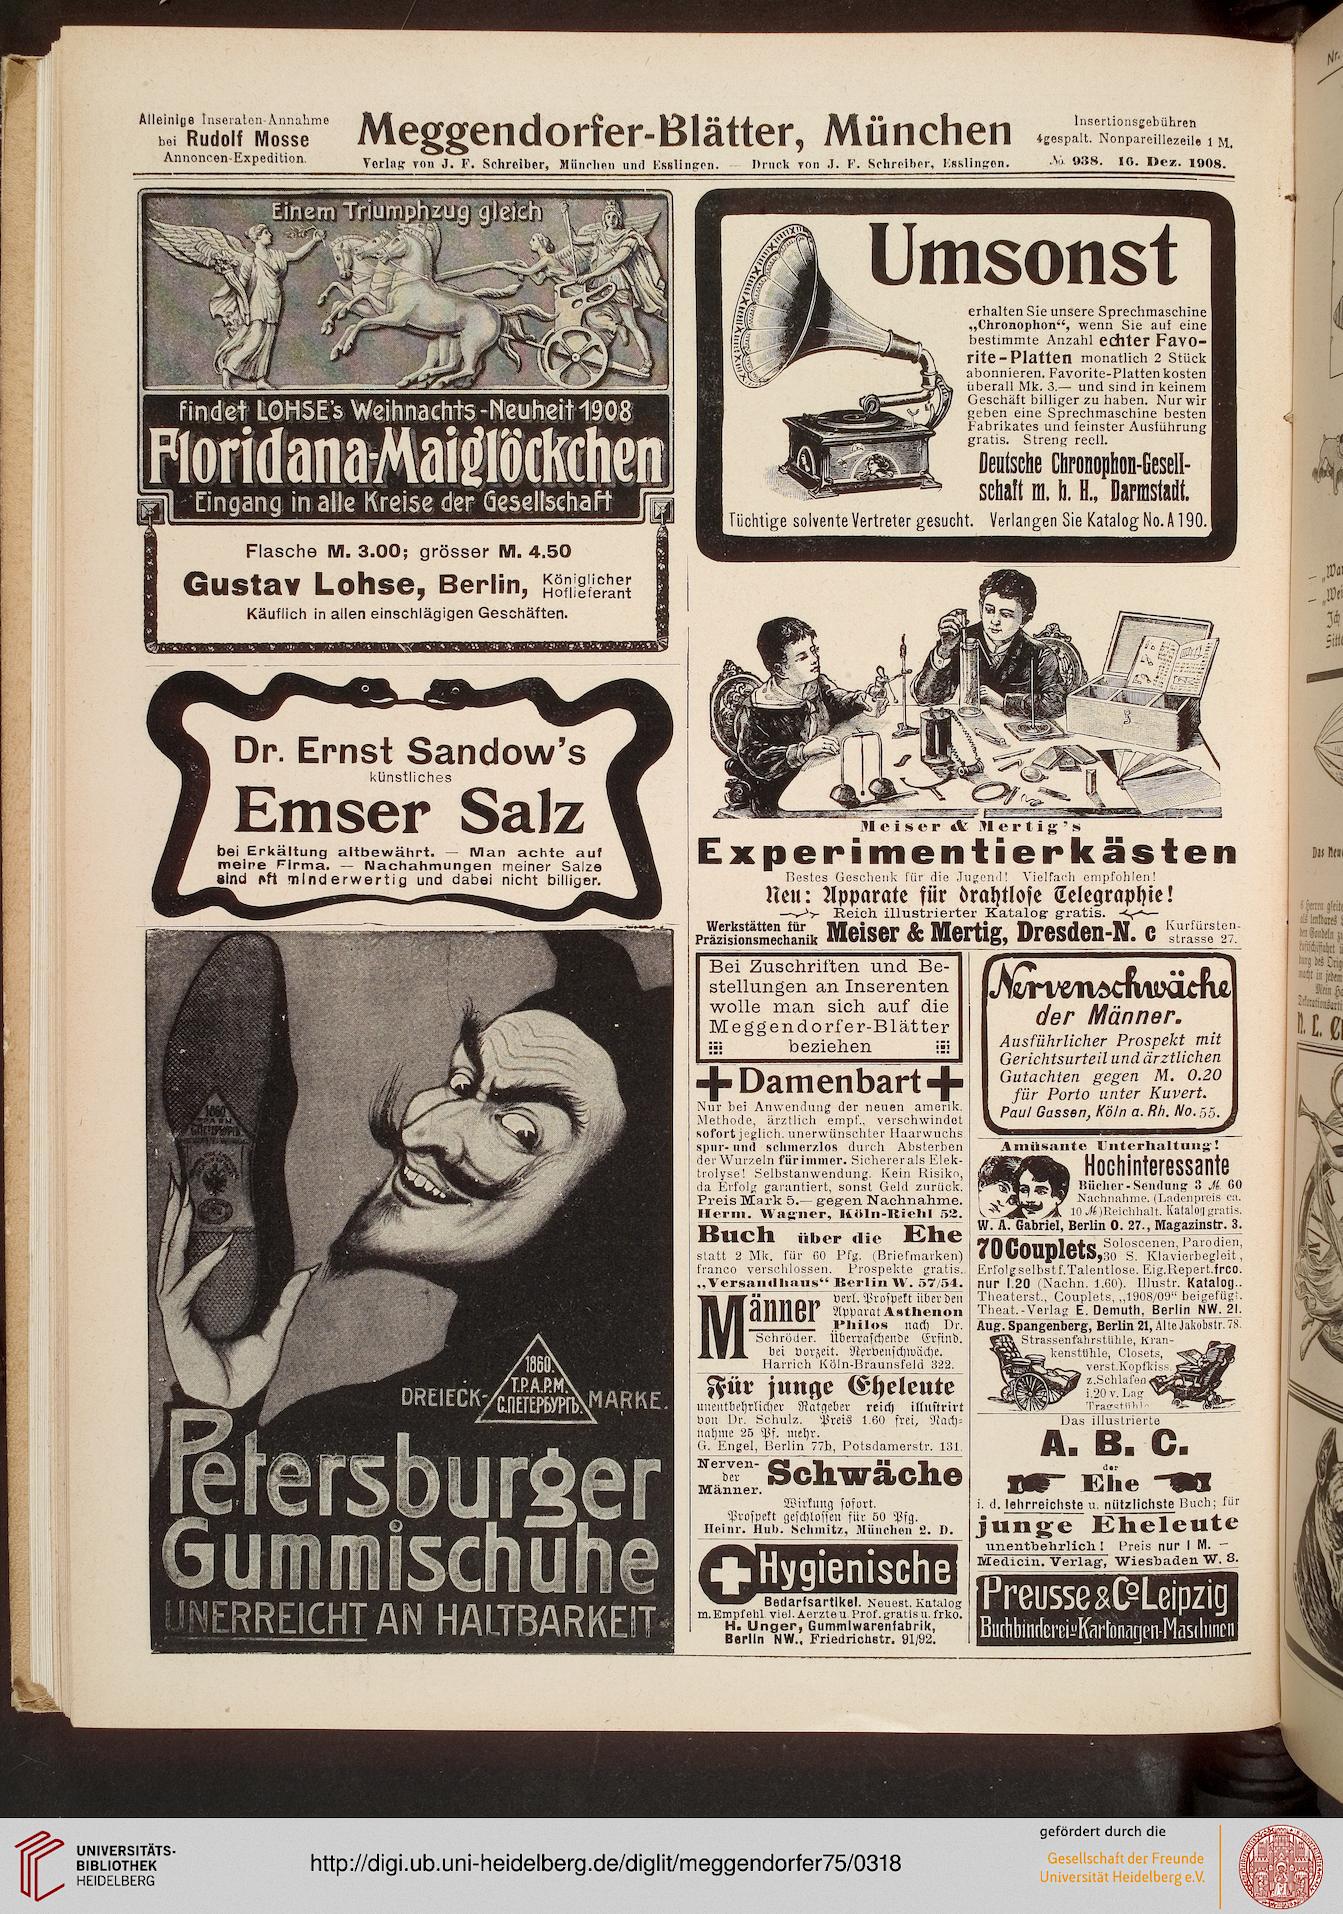 Alleinige Inseraten-Annahme
bei Rudolf Mosse
Annoncen-Expedition.
Meggendorfer-Blätter, München
Verlag von J. F. Schreiber, München und Esslingen. — Druck von J. F. Schreiber, Esslingen.
Insertionsgebühren
4gespalt. Nonpareillezeile 1 M.
No. 938. 16. Dez. 1908.
Einem Triumphzug gleich
findet LOHSE's Weihnachts-Neuheit 1908
Floridana-Maiglöckchen
Eingang in alle Kreise der Gesellschaft
Flasche M. 3.00; grösser M. 4.50
Gustav Lohse, Berlin, Königlicher Hoflieferant
Käuflich in allen einschlägigen Geschäften.
Dr. Ernst Sandow's
künstliches
Emser Salz
bei Erkältung altbewährt. — Man achte auf
meine Firma. — Nachahmungen meiner Salze
sind oft minderwertig und dabei nicht billiger.
1860
T.P.A.P.M.
С.ПЕТЕРБУРГЪ
DREIECK- MARKE.
Petersburger
Gummischuhe
UNERREICHT AN HALTBARKEIT
Umsonst
erhalten Sie unsere Sprechmaschine
„Chronophon“, wenn Sie auf eine
bestimmte Anzahl echter Favo-
rite-Platten monatlich 2 Stück
abonnieren. Favorite-Platten kosten
überall Mk. 3.— und sind in keinem
Geschäft billiger zu haben. Nur wir
geben eine Sprechmaschine besten
Fabrikates und feinster Ausführung
gratis. Streng reell.
Deutsche Chronophon-Gesell-
schaft m. b. H., Darmstadt.
Tüchtige solvente Vertreter gesucht. Verlangen Sie Katalog No. A 190.
Meiser & Mertig's
Experimentierkästen
Bestes Geschenk für die Jugend! Vielfach empfohlen!
Neu: Apparate für drahtlose Telegraphie!
Reich illustrierter Katalog gratis.
Werkstätten für
Präzisionsmechanik Meiser & Mertig, Dresden-N. c Kurfürsten-
strasse 27.
Bei Zuschriften und Be-
stellungen an Inserenten
wolle man sich auf die
Meggendorfer-Blätter
beziehen
+Damenbart+
Nur bei Anwendung der neuen amerik.
Methode, ärztlich empf., verschwindet
sofort jeglich. unerwünschter Haarwuchs
spur- und schmerzlos durch Absterben
der Wurzeln für immer. Sicherer als Elek-
trolyse! Selbstanwendung. Kein Risiko,
da Erfolg garantiert, sonst Geld zurück.
Preis Mark 5.— gegen Nachnahme.
Herm. Wagner, Köln-Riehl 52.
Buch über die Ehe
statt 2 Mk. für 60 Pfg. (Briefmarken)
franco verschlossen. Prospekte gratis.
„Versandhaus“ Berlin W. 57/54.
Männer verl. Prospekt über den
Apparat Asthenon
Philos nach Dr.
Schröder. Überraschende Erfind.
bei vorzeit. Nervenschwäche.
Harrich Köln-Braunsfeld 322.
Für junge Eheleute
unentbehrlicher Ratgeber reich illustrirt
von Dr. Schulz. Preis 1.60 frei, Nach-
nahme 25 Pf. mehr.
G. Engel, Berlin 77b, Potsdamerstr. 131.
Nerven-
der
Männer. Schwäche
Wirkung sofort.
Prospekt geschlossen für 50 Pfg.
Heinr. Hub. Schmitz, München 2. D.
Hygienische
Bedarfsartikel. Neuest. Katalog
m. Empfehl. viel. Aerzte u. Prof. gratis u. frko.
H. Unger, Gummiwarenfabrik,
Berlin NW., Friedrichstr. 91/92.
Nervenschwäche
der Männer.
Ausführlicher Prospekt mit
Gerichtsurteil und ärztlichen
Gutachten gegen M. 0.20
für Porto unter Kuvert.
Paul Gassen, Köln a. Rh. No. 55.
Amüsante Unterhaltung!
Hochinteressante
Bücher-Sendung 3 M 60
Nachnahme. (Ladenpreis ca.
10 M) Reichhalt. Katalog gratis.
W. A. Gabriel, Berlin O. 27., Magazinstr. 3.
70 Couplets, Soloscenen, Parodien,
30 S. Klavierbegleit,
Erfolg selbst f. Talentlose. Eig. Repert. frco.
nur 1.20 (Nachn. 1.60). Illustr. Katalog..
Theaterst., Couplets, „1908/09“ beigefügt.
Theat.-Verlag E. Demuth, Berlin NW. 21.
Aug. Spangenberg, Berlin 21, Alte Jakobstr. 78.
Strassenfahrstühle, Kran-
kenstühle, Closets,
verst. Kopfkiss.
z. Schlafen
i. 20 v. Lag
Tragstühle
Das illustrierte
A. B. C.
der
Ehe
i. d. lehrreichste u. nützlichste Buch; für
junge Eheleute
unentbehrlich! Preis nur 1 M. —
Medicin. Verlag, Wiesbaden W. 8.
Preusse & Co Leipzig
Buchbinderei- u Kartonagen-Maschinen
UNIVERSITÄTS-
BIBLIOTHEK
HEIDELBERG
http://digi.ub.uni-heidelberg.de/diglit/meggendorfer75/0318
gefördert durch die
Gesellschaft der Freunde
Universität Heidelberg e.V.